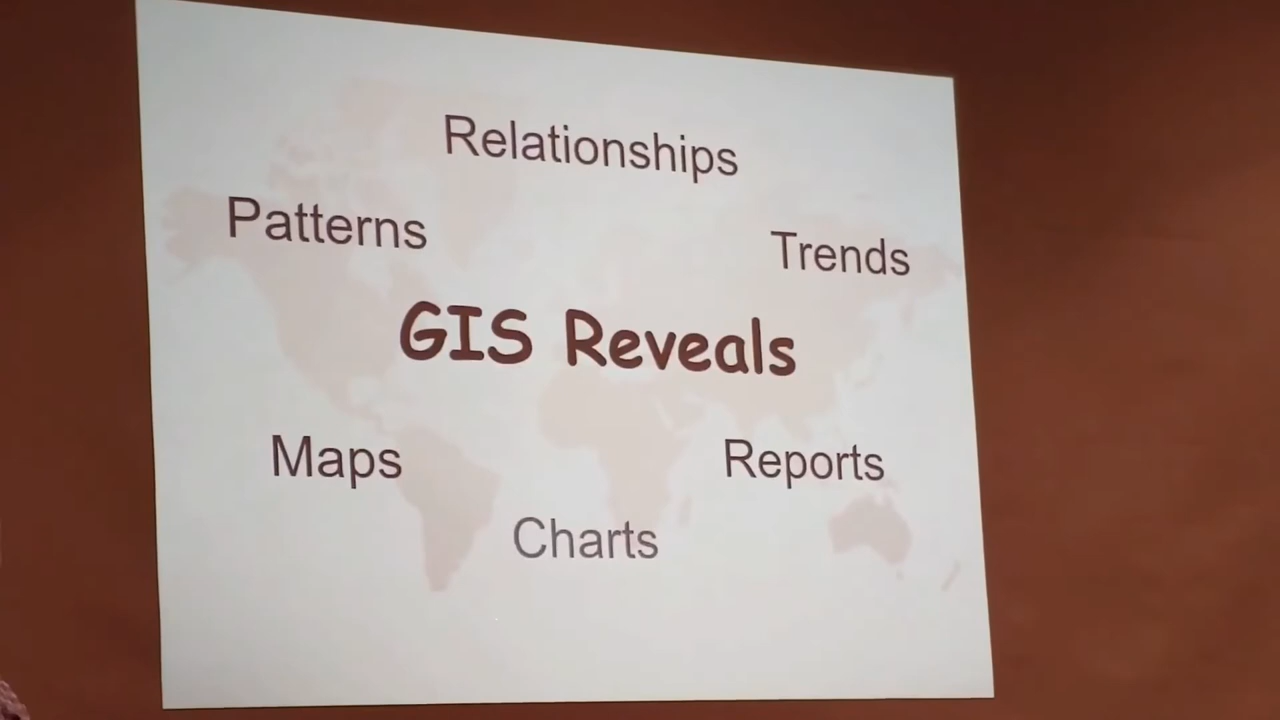 Relationships
Patterns
Trends
GIS Reveals
Maps
Reports
Charts